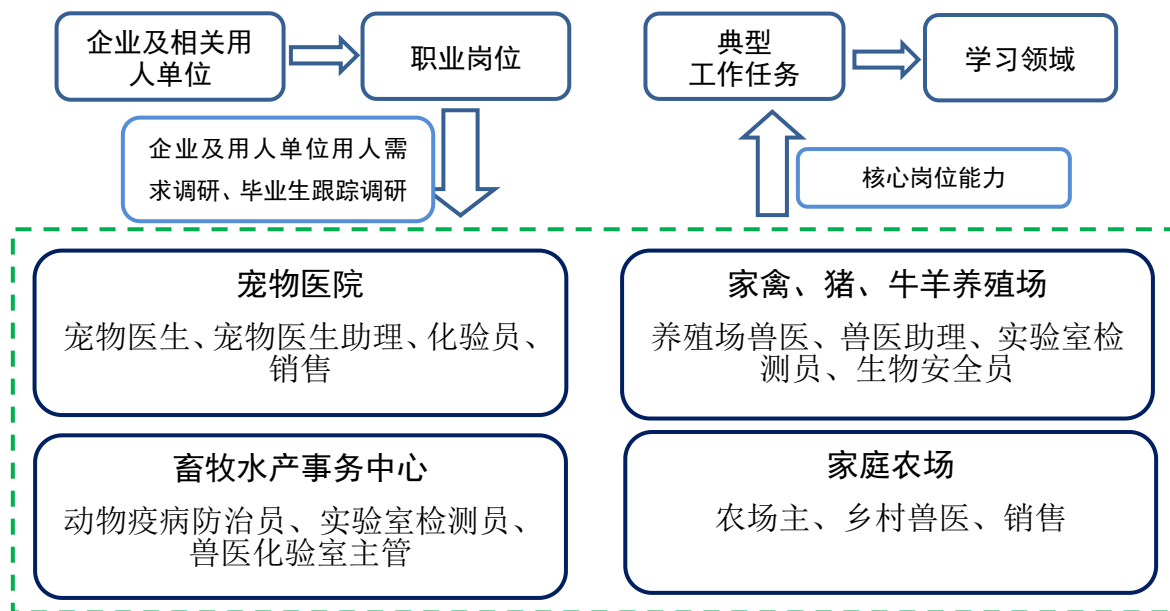 企业及相关用
人单位
职业岗位
典型
工作任务
学习领域
企业及用人单位用人需
求调研、毕业生跟踪调研
核心岗位能力
宠物医院
宠物医生、宠物医生助理、化验员、
销售
家禽、猪、牛羊养殖场
养殖场兽医、兽医助理、实验室检
测员、生物安全员
畜牧水产事务中心
动物疫病防治员、实验室检测员、
兽医化验室主管
家庭农场
农场主、乡村兽医、销售